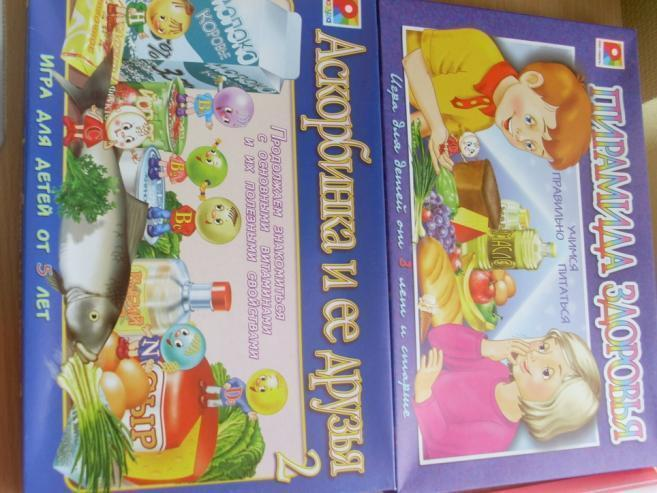 Аскорбинка и ее друзья
2
Продолжаем знакомиться
с основными витаминами
и их полезными свойствами
ИГРА ДЛЯ ДЕТЕЙ ОТ 5 ЛЕТ
МОЛОКО
КОРОВЬЕ
СЫР
N
D
C
H
ПИРАМИДА ЗДОРОВЬЯ
УЧИМСЯ
ПРАВИЛЬНО
ПИТАТЬСЯ
Игра для детей от 3 лет и старше